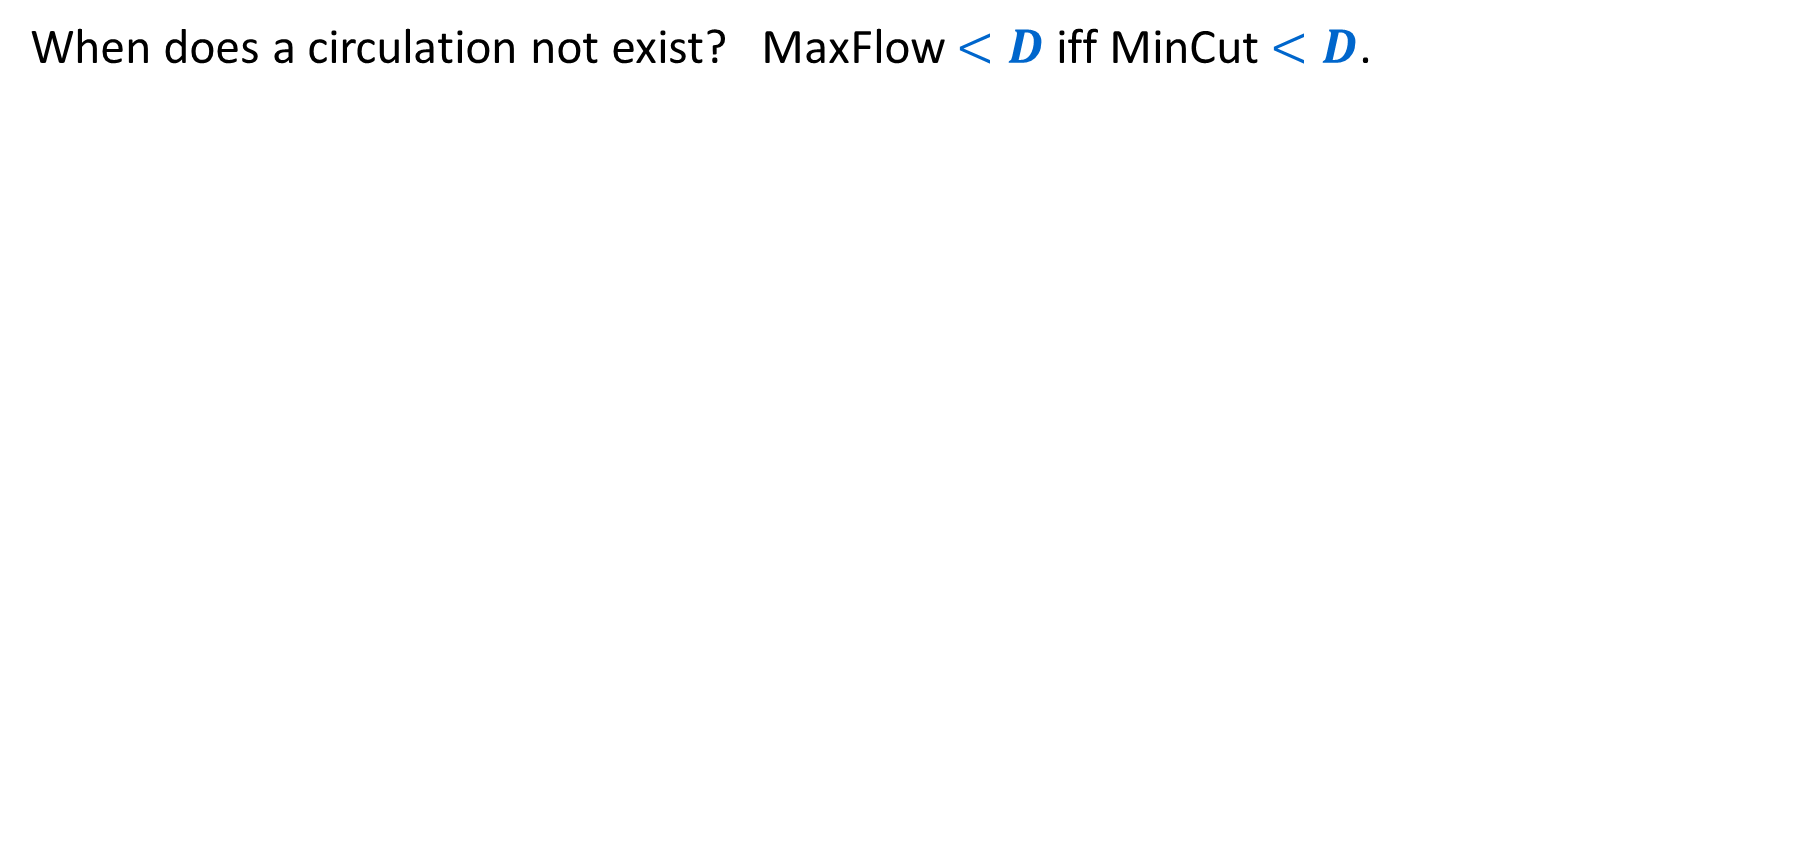 When does a circulation not exist? MaxFlow < D iff MinCut < D.